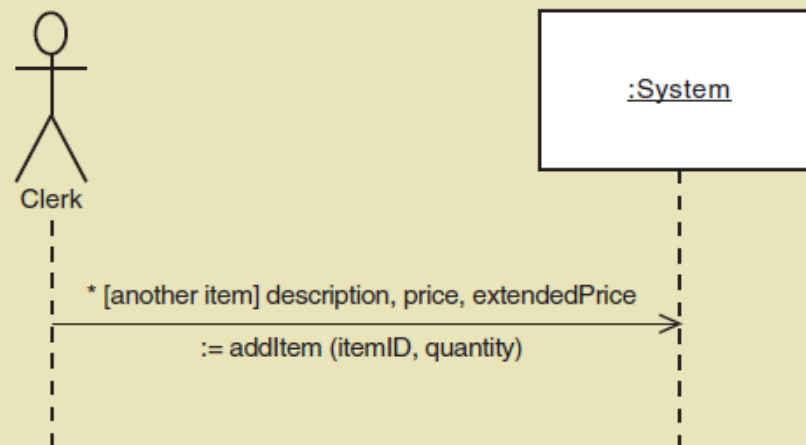 :System
Clerk
* [another item] description, price, extendedPrice
:= addItem (itemID, quantity)